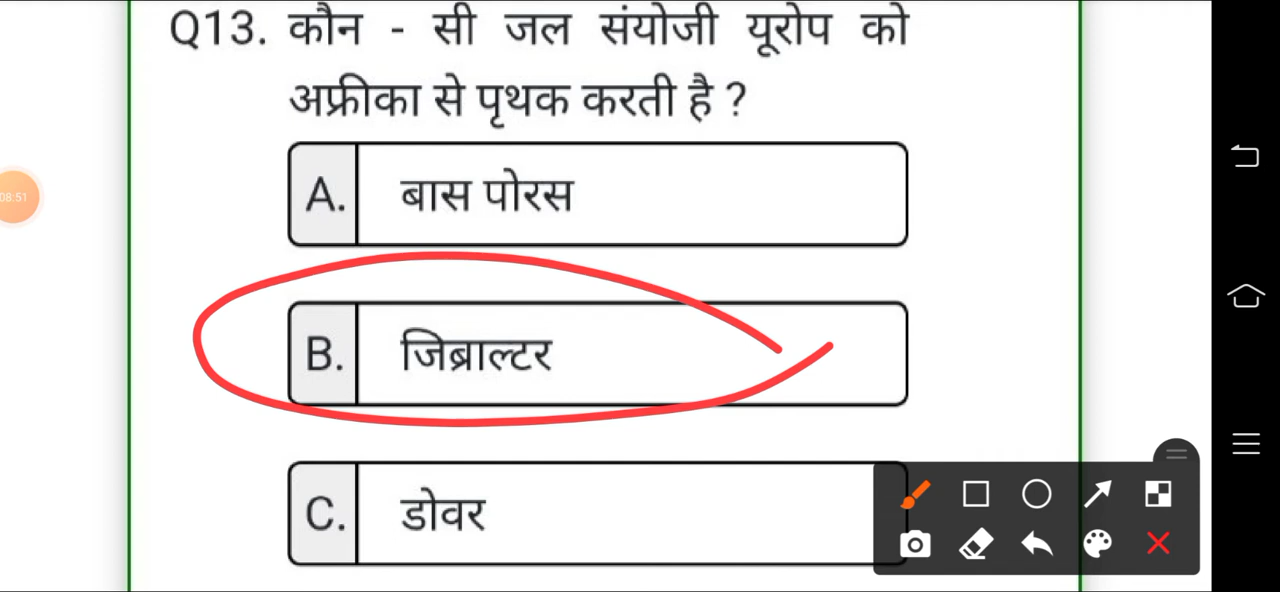 Q13. कौन - सी जल संयोजी यूरोप को
अफ्रीका से पृथक करती है ?
A. बास पोरस
B. जिब्राल्टर
C. डोवर
08:51